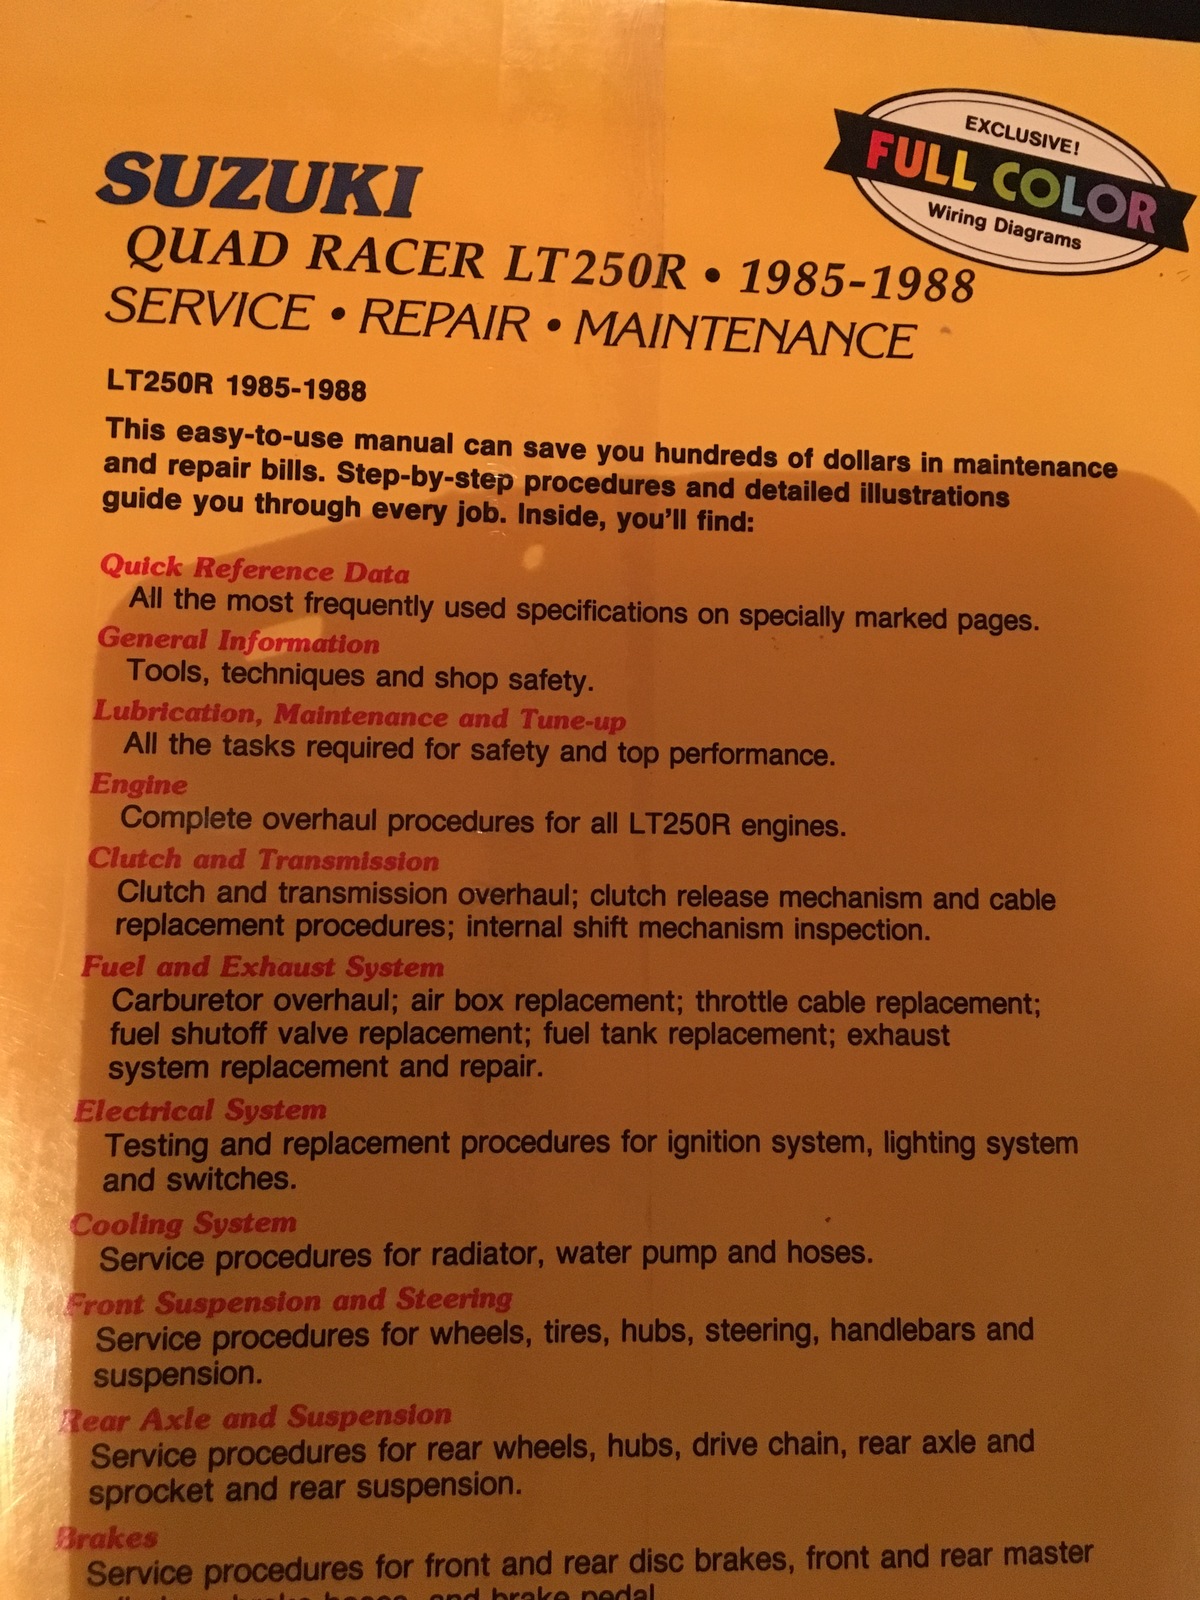 EXCLUSIVE!
FULL COLOR
Wiring Diagrams
SUZUKI
QUAD RACER LT250R • 1985-1988
SERVICE • REPAIR • MAINTENANCE
LT250R 1985-1988
This easy-to-use manual can save you hundreds of dollars in maintenance
and repair bills. Step-by-step procedures and detailed illustrations
guide you through every job. Inside, you'll find:
Quick Reference Data
All the most frequently used specifications on specially marked pages.
General Information
Tools, techniques and shop safety.
Lubrication, Maintenance and Tune-up
All the tasks required for safety and top performance.
Engine
Complete overhaul procedures for all LT250R engines.
Clutch and Transmission
Clutch and transmission overhaul; clutch release mechanism and cable
replacement procedures; internal shift mechanism inspection.
Fuel and Exhaust System
Carburetor overhaul; air box replacement; throttle cable replacement;
fuel shutoff valve replacement; fuel tank replacement; exhaust
system replacement and repair.
Electrical System
Testing and replacement procedures for ignition system, lighting system
and switches.
Cooling System
Service procedures for radiator, water pump and hoses.
Front Suspension and Steering
Service procedures for wheels, tires, hubs, steering, handlebars and
suspension.
Rear Axle and Suspension
Service procedures for rear wheels, hubs, drive chain, rear axle and
sprocket and rear suspension.
Brakes
Service procedures for front and rear disc brakes, front and rear master
brake hoses, and brake pedal